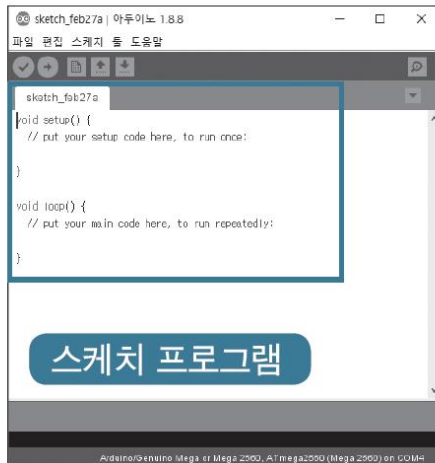 sketch_feb27a | 아두이노 1.8.8
파일 편집 스케치 툴 도움말
sketch_feb27a
void setup() {
// put your setup code here, to run once:
}
void loop() {
// put your main code here, to run repeatedly:
}
스케치 프로그램
Arduino/Genuino Mega or Mega 2560, ATmega2560 (Mega 2560) on COM4